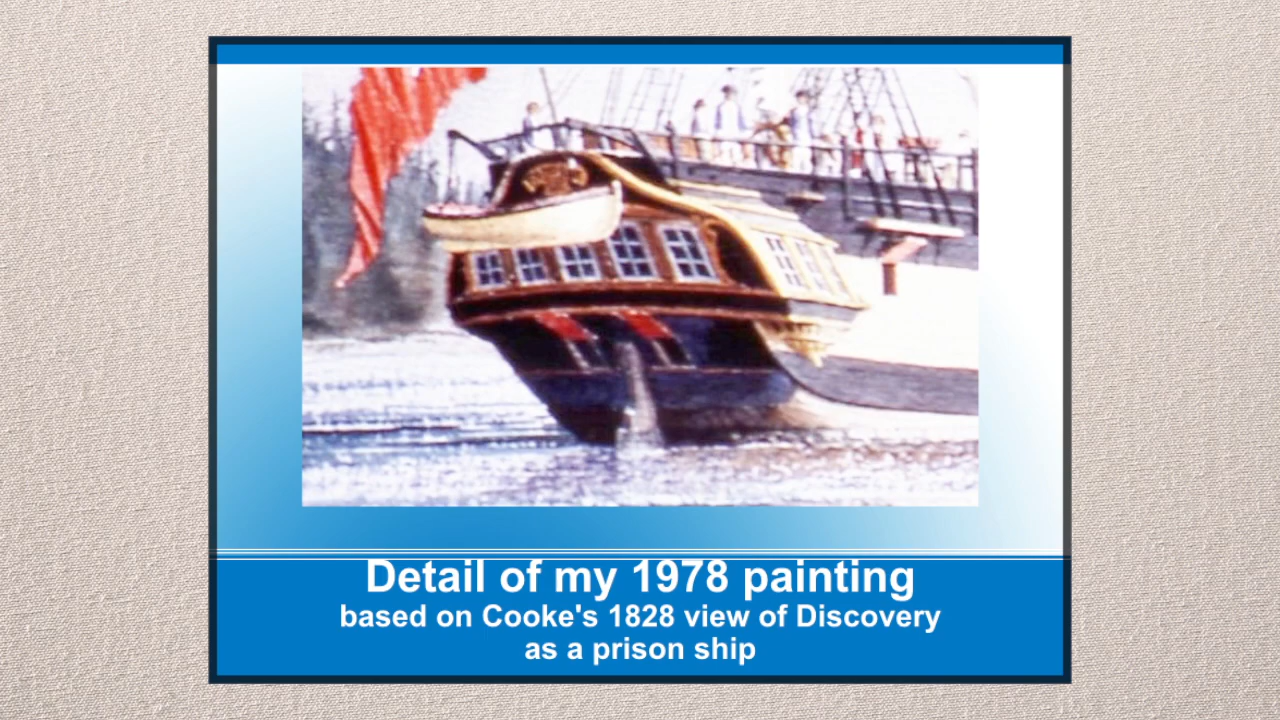 Detail of my 1978 painting
based on Cooke's 1828 view of Discovery
as a prison ship